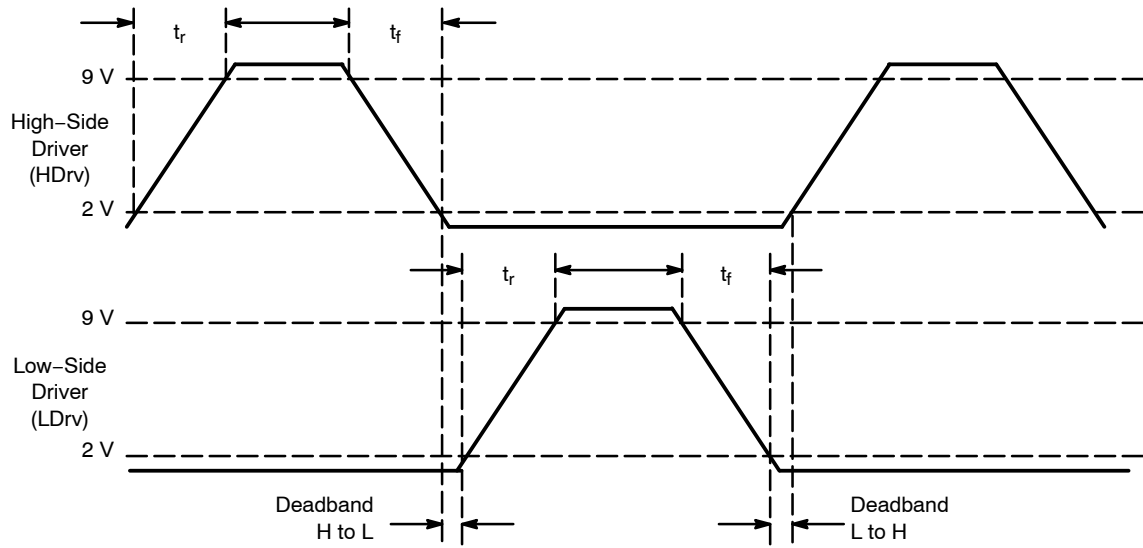 tr
tf
9 V
High−Side
Driver
(HDrv)
2 V
tr
tf
9 V
Low−Side
Driver
(LDrv)
2 V
Deadband
H to L
Deadband
L to H